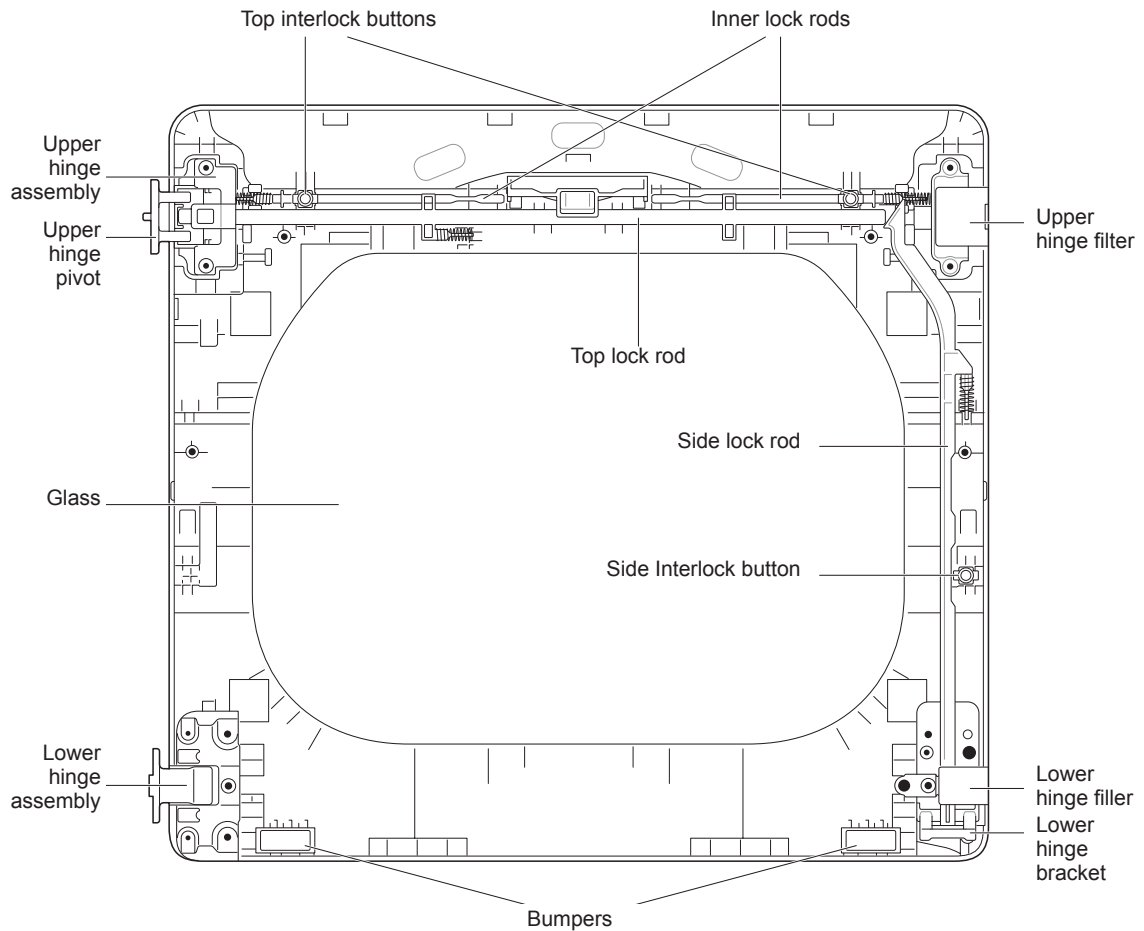 Top interlock buttons
Inner lock rods
Upper
hinge
assembly
Upper
hinge
pivot
Upper
hinge filter
Top lock rod
Side lock rod
Glass
Side Interlock button
Lower
hinge
assembly
Lower
hinge filler
Lower
hinge
bracket
Bumpers